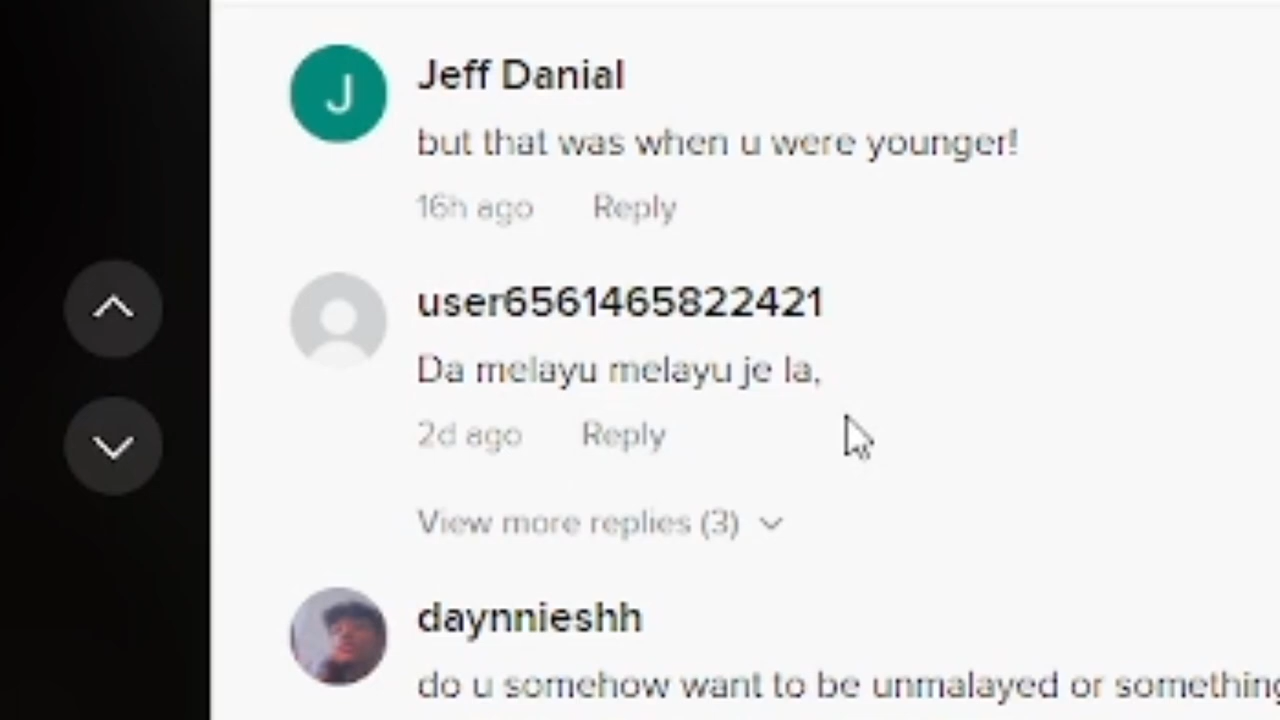 J
Jeff Danial
but that was when u were younger!
16h ago Reply
user6561465822421
Da melayu melayu je la,
2d ago Reply
View more replies (3)
daynnieshh
do u somehow want to be unmalayed or something